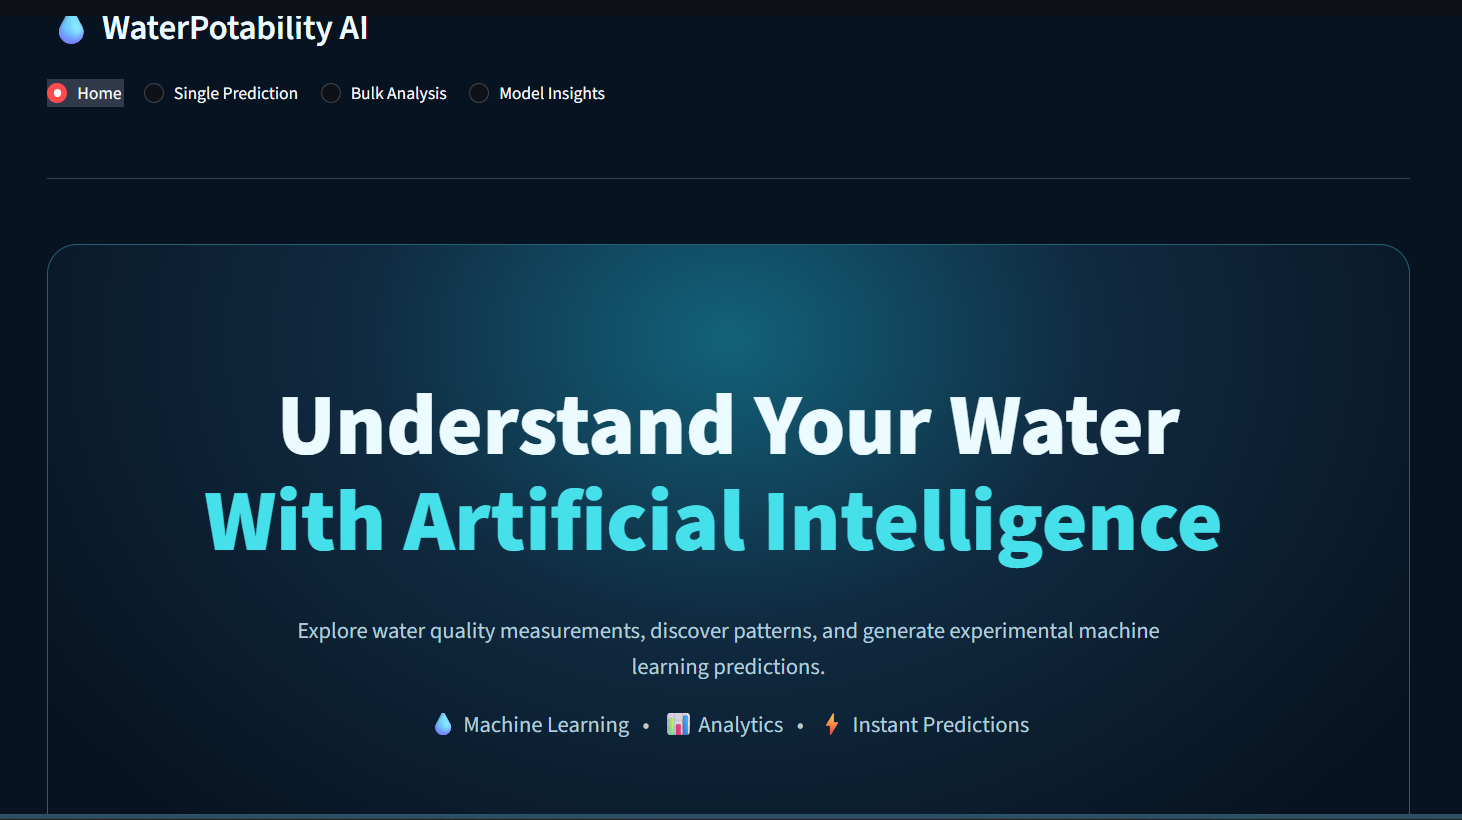 💧 WaterPotability AI
Home Single Prediction Bulk Analysis Model Insights
Understand Your Water
With Artificial Intelligence
Explore water quality measurements, discover patterns, and generate experimental machine
learning predictions.
💧 Machine Learning • 📊 Analytics • ⚡ Instant Predictions